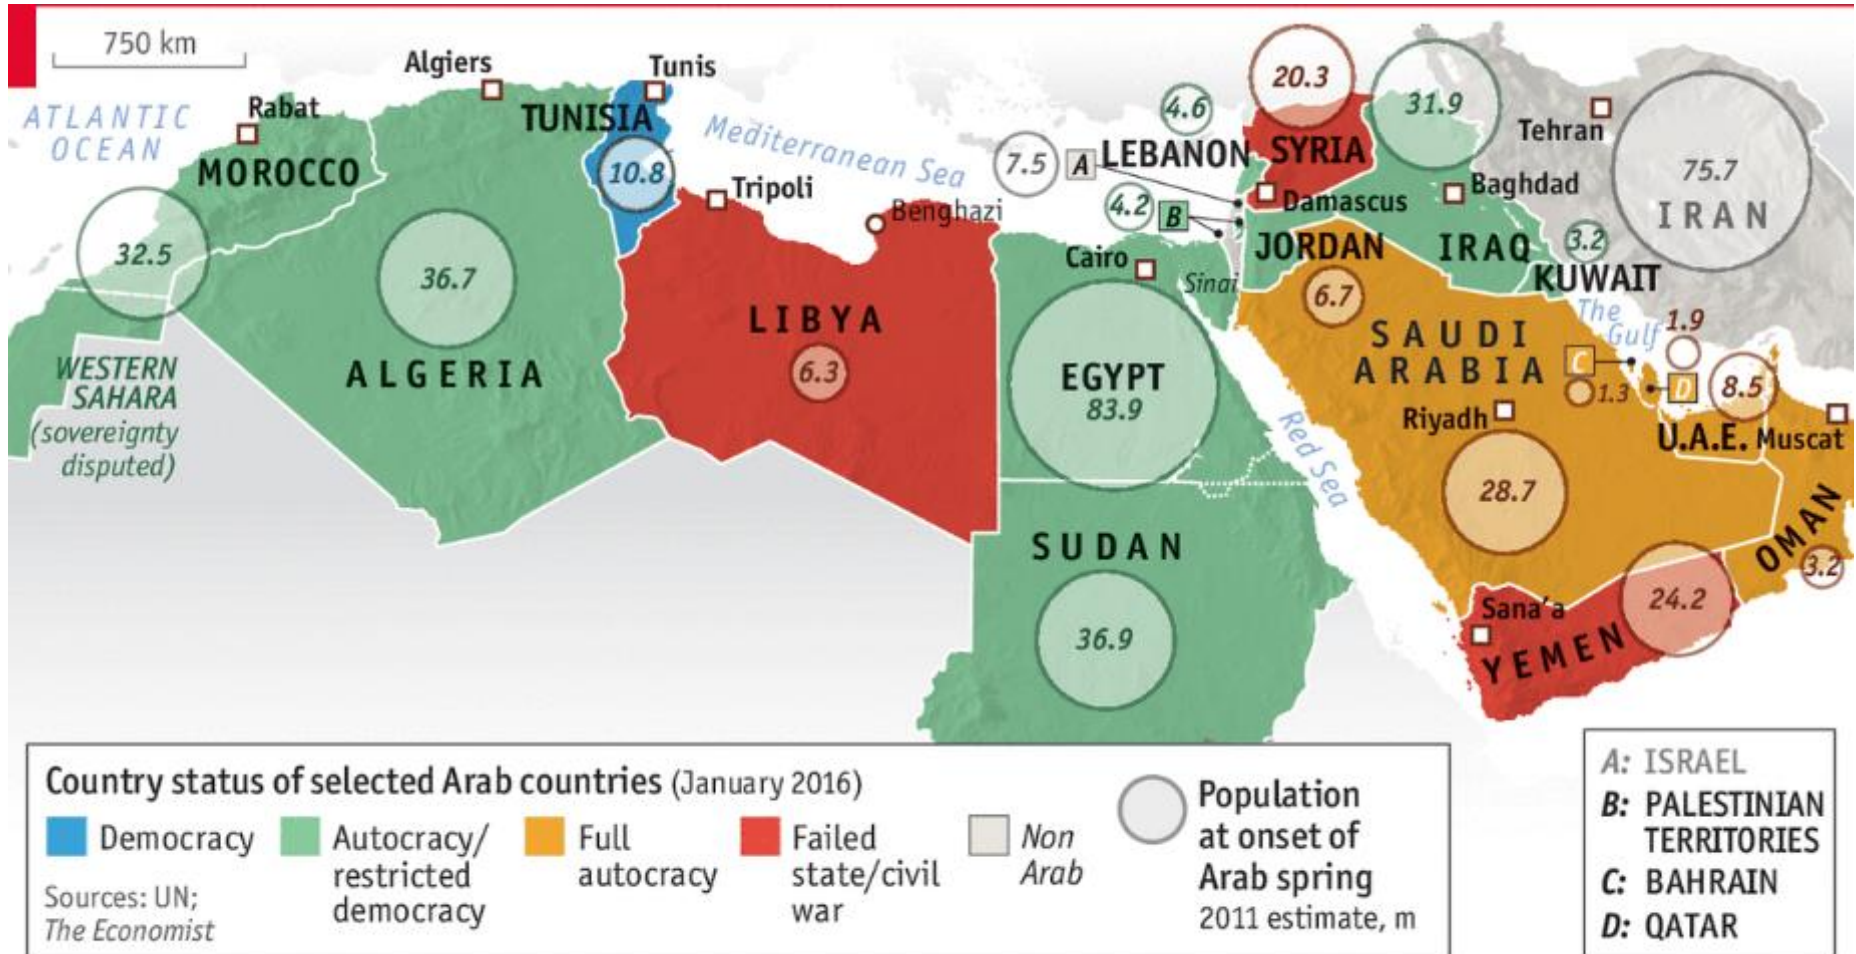 750 km
Algiers
Tunis
Rabat
ATLANTIC
OCEAN
TUNISIA
MOROCCO
10.8
Mediterranean Sea
Tripoli
Benghazi
32.5
36.7
ALGERIA
LIBYA
6.3
WESTERN
SAHARA
(sovereignty
disputed)
20.3
4.6
31.9
7.5
A
LEBANON
SYRIA
Tehran
75.7
IRAN
4.2
B
Damascus
Baghdad
Cairo
Sinai
JORDAN
IRAQ
3.2
KUWAIT
6.7
The
Gulf
1.9
SAUDI
ARABIA
C
1.3
D
8.5
EGYPT
83.9
Riyadh
U.A.E.
Muscat
Red Sea
28.7
OMAN
3.2
SUDAN
36.9
Sana'a
24.2
YEMEN
Country status of selected Arab countries (January 2016)
Democracy
Autocracy/
restricted
democracy
Full
autocracy
Failed
state/civil
war
Non
Arab
Population
at onset of
Arab spring
2011 estimate, m
Sources: UN;
The Economist
A: ISRAEL
B: PALESTINIAN
TERRITORIES
C: BAHRAIN
D: QATAR